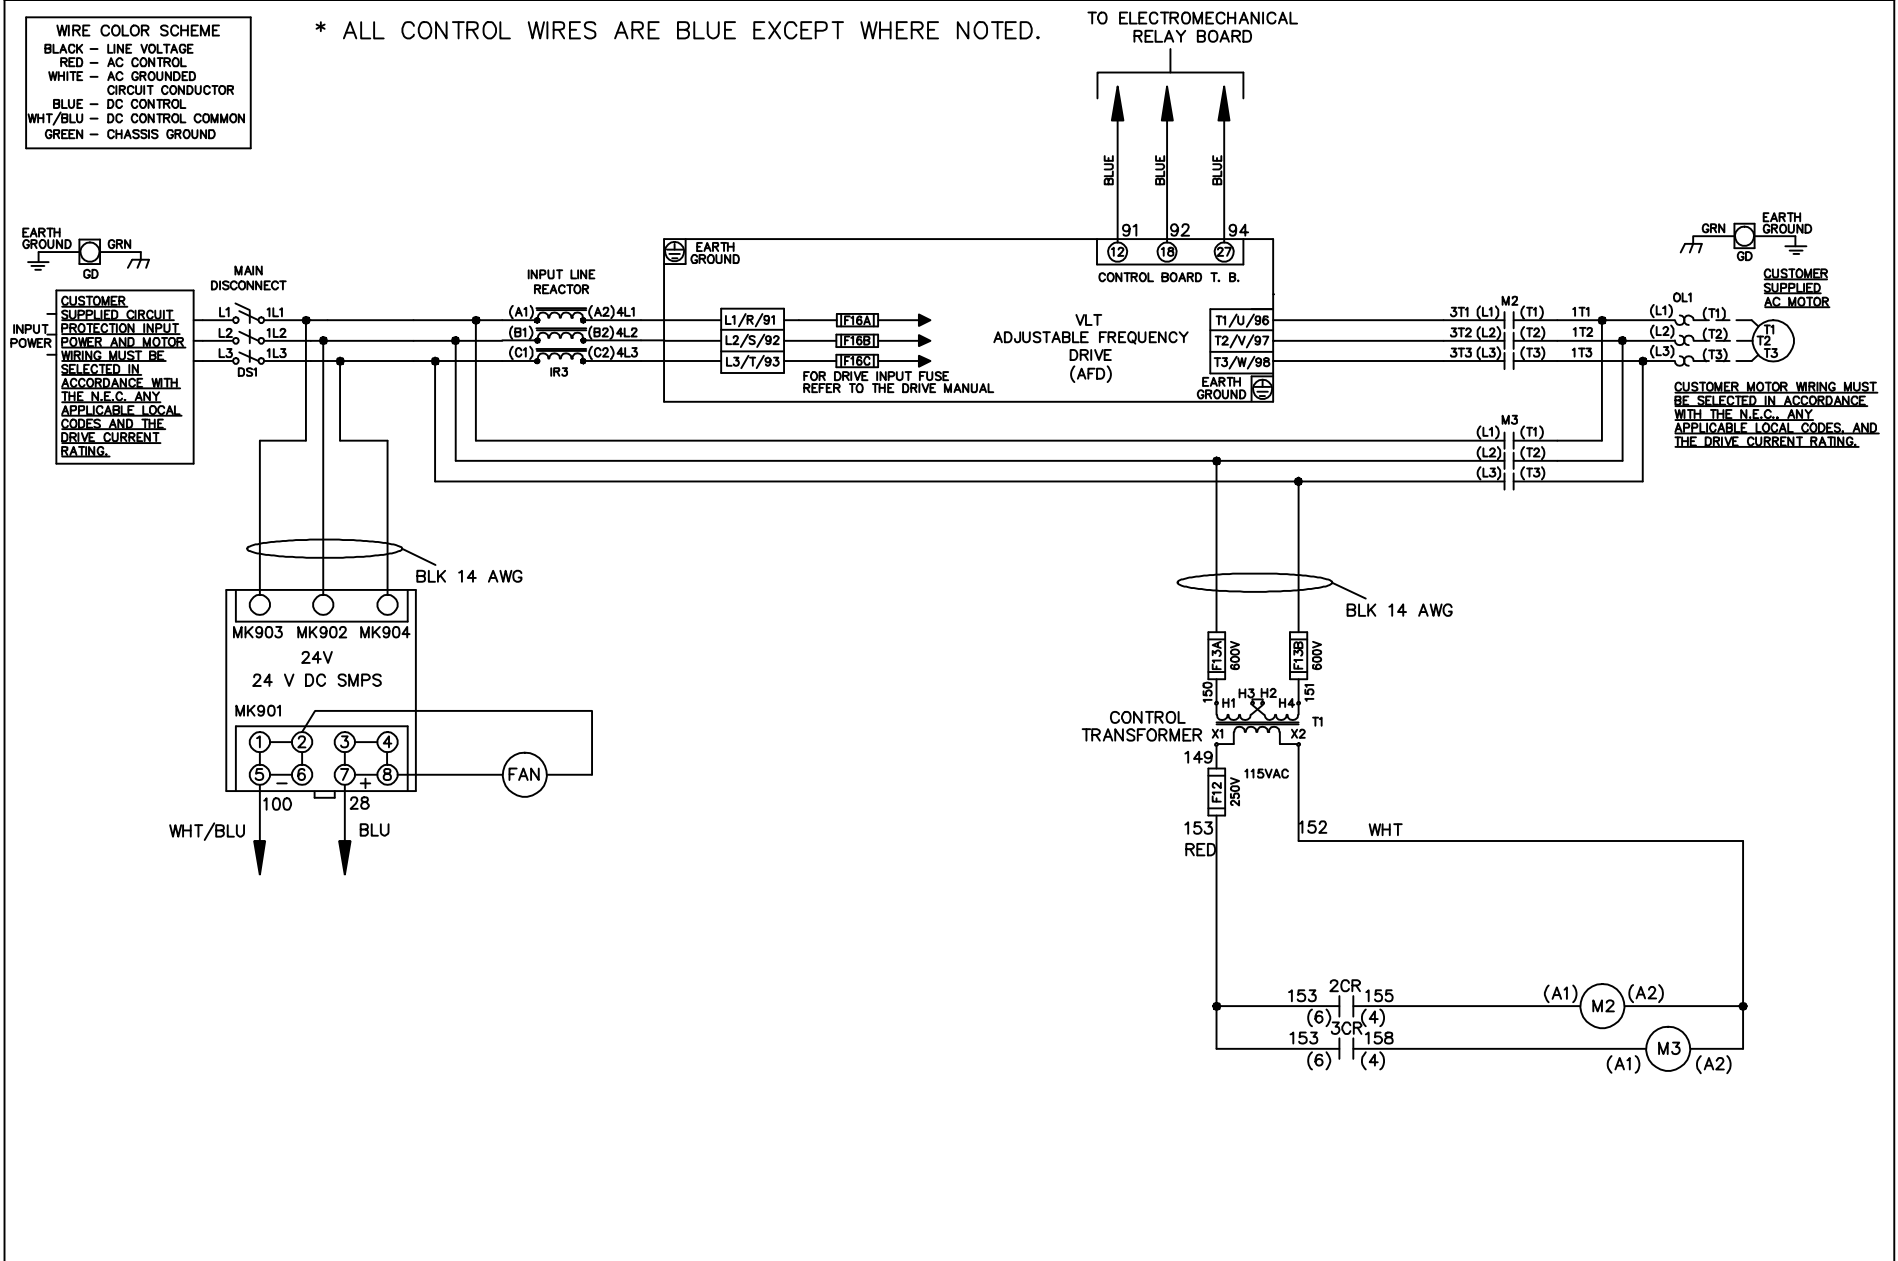 WIRE COLOR SCHEME
BLACK – LINE VOLTAGE
RED – AC CONTROL
WHITE – AC GROUNDED
CIRCUIT CONDUCTOR
BLUE – DC CONTROL
WHT/BLU – DC CONTROL COMMON
GREEN – CHASSIS GROUND
* ALL CONTROL WIRES ARE BLUE EXCEPT WHERE NOTED.
TO ELECTROMECHANICAL
RELAY BOARD
BLUE
BLUE
BLUE
91 92 94
12 18 27
CONTROL BOARD T. B.
EARTH
GROUND
GRN
GD
MAIN
DISCONNECT
L1 1L1
L2 1L2
L3 1L3
DS1
INPUT
POWER
CUSTOMER
SUPPLIED CIRCUIT
PROTECTION INPUT
POWER AND MOTOR
WIRING MUST BE
SELECTED IN
ACCORDANCE WITH
THE N.E.C. ANY
APPLICABLE LOCAL
CODES AND THE
DRIVE CURRENT
RATING.
INPUT LINE
REACTOR
(A1) (A2) 4L1
(B1) (B2) 4L2
(C1) (C2) 4L3
IR3
EARTH
GROUND
L1/R/91
L2/S/92
L3/T/93
IF16A
IF16B
IF16C
FOR DRIVE INPUT FUSE
REFER TO THE DRIVE MANUAL
VLT
ADJUSTABLE FREQUENCY
DRIVE
(AFD)
T1/U/96
T2/V/97
T3/W/98
EARTH
GROUND
M2
3T1 (L1) (T1) 1T1
3T2 (L2) (T2) 1T2
3T3 (L3) (T3) 1T3
M3
(L1) (T1)
(L2) (T2)
(L3) (T3)
OL1
(L1) (T1)
(L2) (T2)
(L3) (T3)
T1
T2
T3
GRN
GD
EARTH
GROUND
CUSTOMER
SUPPLIED
AC MOTOR
CUSTOMER MOTOR WIRING MUST
BE SELECTED IN ACCORDANCE
WITH THE N.E.C., ANY
APPLICABLE LOCAL CODES, AND
THE DRIVE CURRENT RATING.
BLK 14 AWG
MK903 MK902 MK904
24V
24 V DC SMPS
MK901
1 2 3 4
5 – 6 7 + 8
FAN
100 28
WHT/BLU BLU
BLK 14 AWG
F13A
600V
F13B
600V
150
151
H1 H3 H2 H4
T1
CONTROL
TRANSFORMER
X1 X2
149
115VAC
F12
250V
153
RED
152 WHT
153 2CR 155
(6) (4)
(A1) M2 (A2)
153 3CR 158
(6) (4)
(A1) M3 (A2)